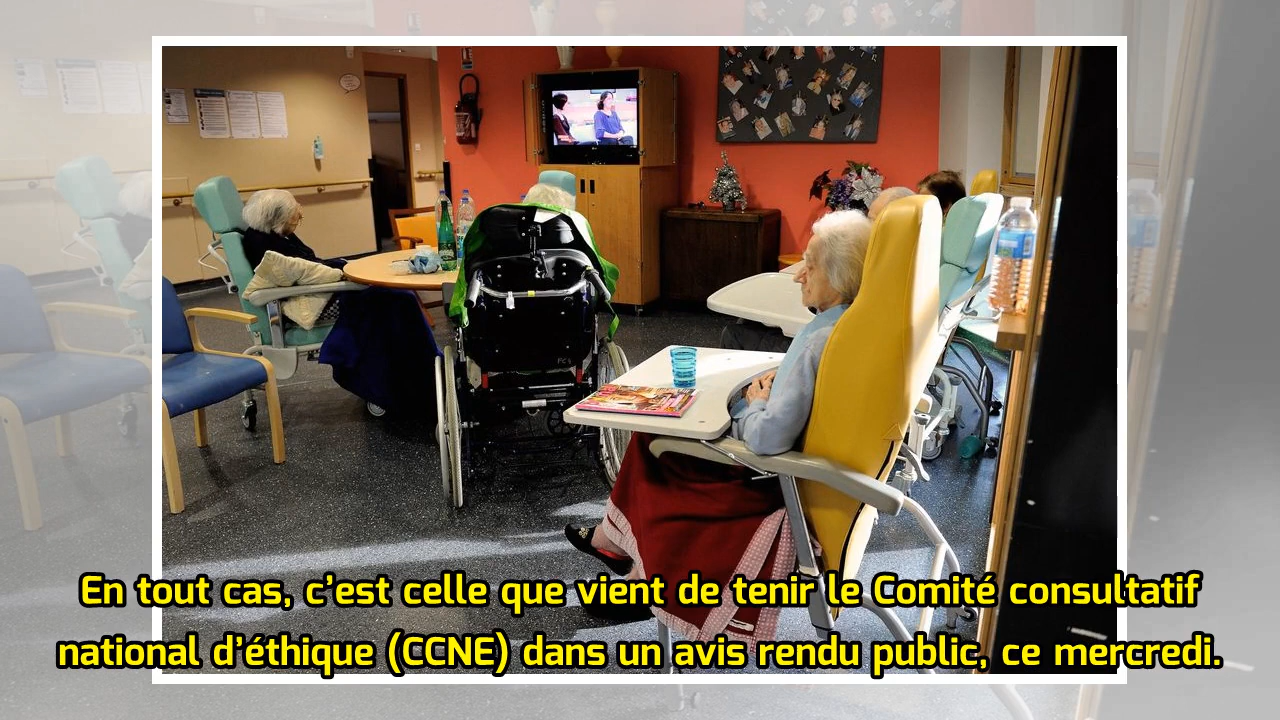 En tout cas, c’est celle que vient de tenir le Comité consultatif
national d’éthique (CCNE) dans un avis rendu public, ce mercredi.